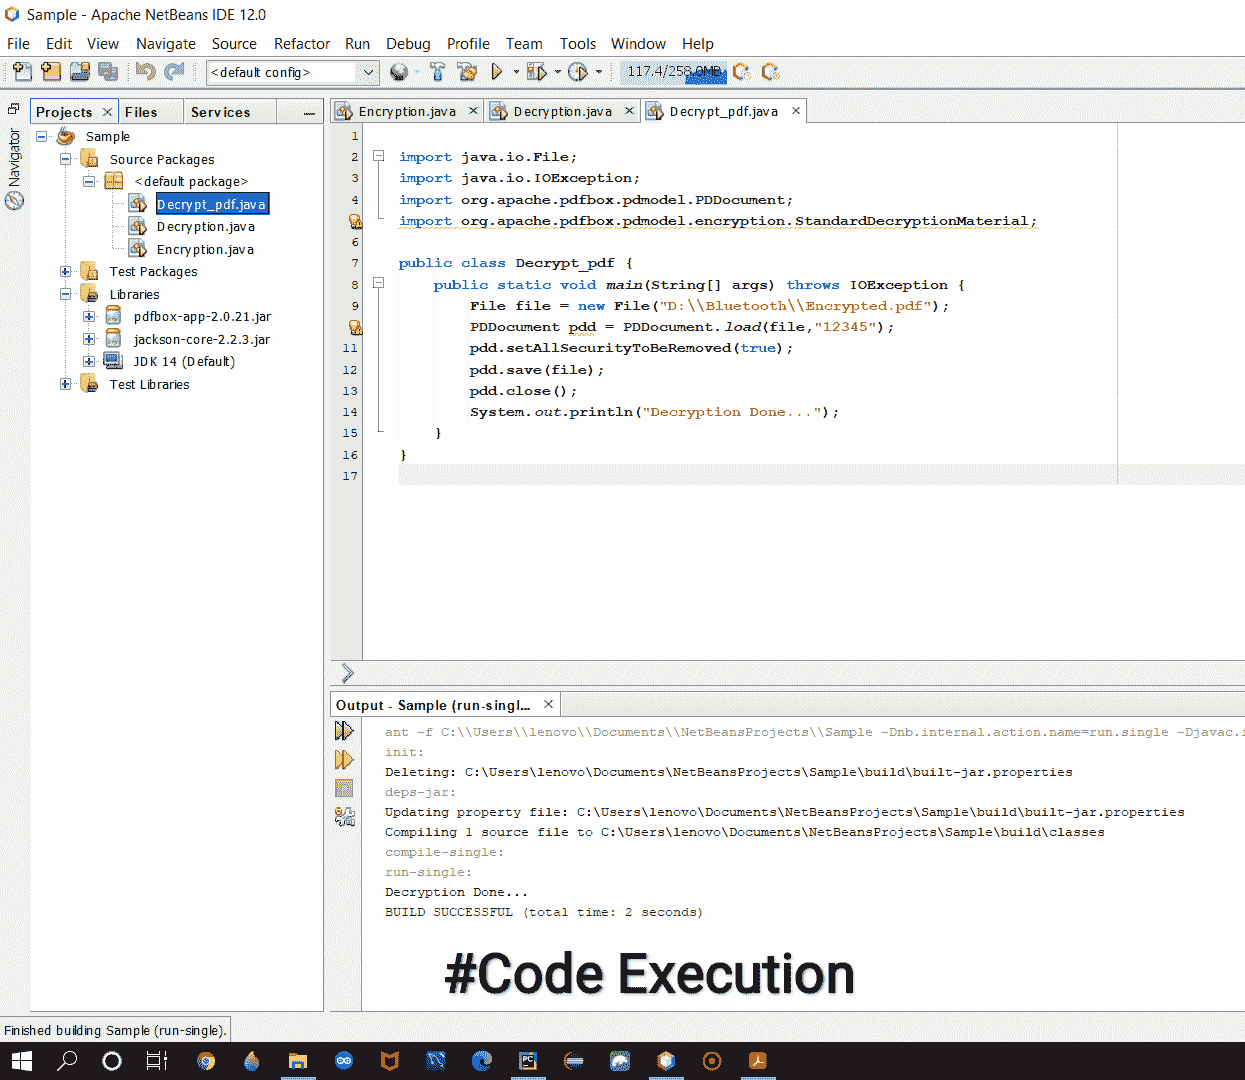 Sample - Apache NetBeans IDE 12.0
File Edit View Navigate Source Refactor Run Debug Profile Team Tools Window Help
<default config>
117.4/258.0MB
Projects Files Services
Navigator
Sample
Source Packages
<default package>
Decrypt_pdf.java
Decryption.java
Encryption.java
Test Packages
Libraries
pdfbox-app-2.0.21.jar
jackson-core-2.2.3.jar
JDK 14 (Default)
Test Libraries
Encryption.java Decryption.java Decrypt_pdf.java
1
2 import java.io.File;
3 import java.io.IOException;
4 import org.apache.pdfbox.pdmodel.PDDocument;
import org.apache.pdfbox.pdmodel.encryption.StandardDecryptionMaterial;
6
7 public class Decrypt_pdf {
8 public static void main(String[] args) throws IOException {
9 File file = new File("D:\\Bluetooth\\Encrypted.pdf");
PDDocument pdd = PDDocument.load(file,"12345");
11 pdd.setAllSecurityToBeRemoved(true);
12 pdd.save(file);
13 pdd.close();
14 System.out.println("Decryption Done...");
15 }
16 }
17
Output - Sample (run-singl...
ant -f C:\\Users\\lenovo\\Documents\\NetBeansProjects\\Sample -Dnb.internal.action.name=run.single -Djavac.i
init:
Deleting: C:\Users\lenovo\Documents\NetBeansProjects\Sample\build\built-jar.properties
deps-jar:
Updating property file: C:\Users\lenovo\Documents\NetBeansProjects\Sample\build\built-jar.properties
Compiling 1 source file to C:\Users\lenovo\Documents\NetBeansProjects\Sample\build\classes
compile-single:
run-single:
Decryption Done...
BUILD SUCCESSFUL (total time: 2 seconds)
#Code Execution
Finished building Sample (run-single).
PC